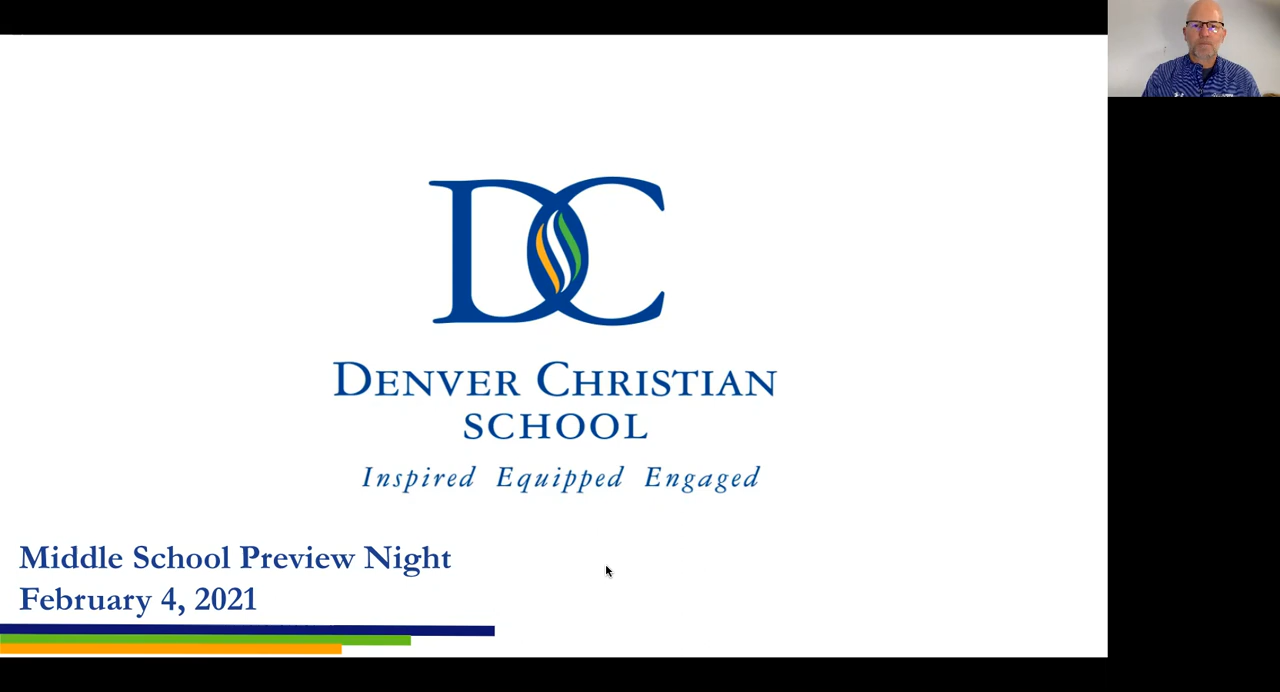 DC
DENVER CHRISTIAN
SCHOOL
Inspired Equipped Engaged
Middle School Preview Night
February 4, 2021